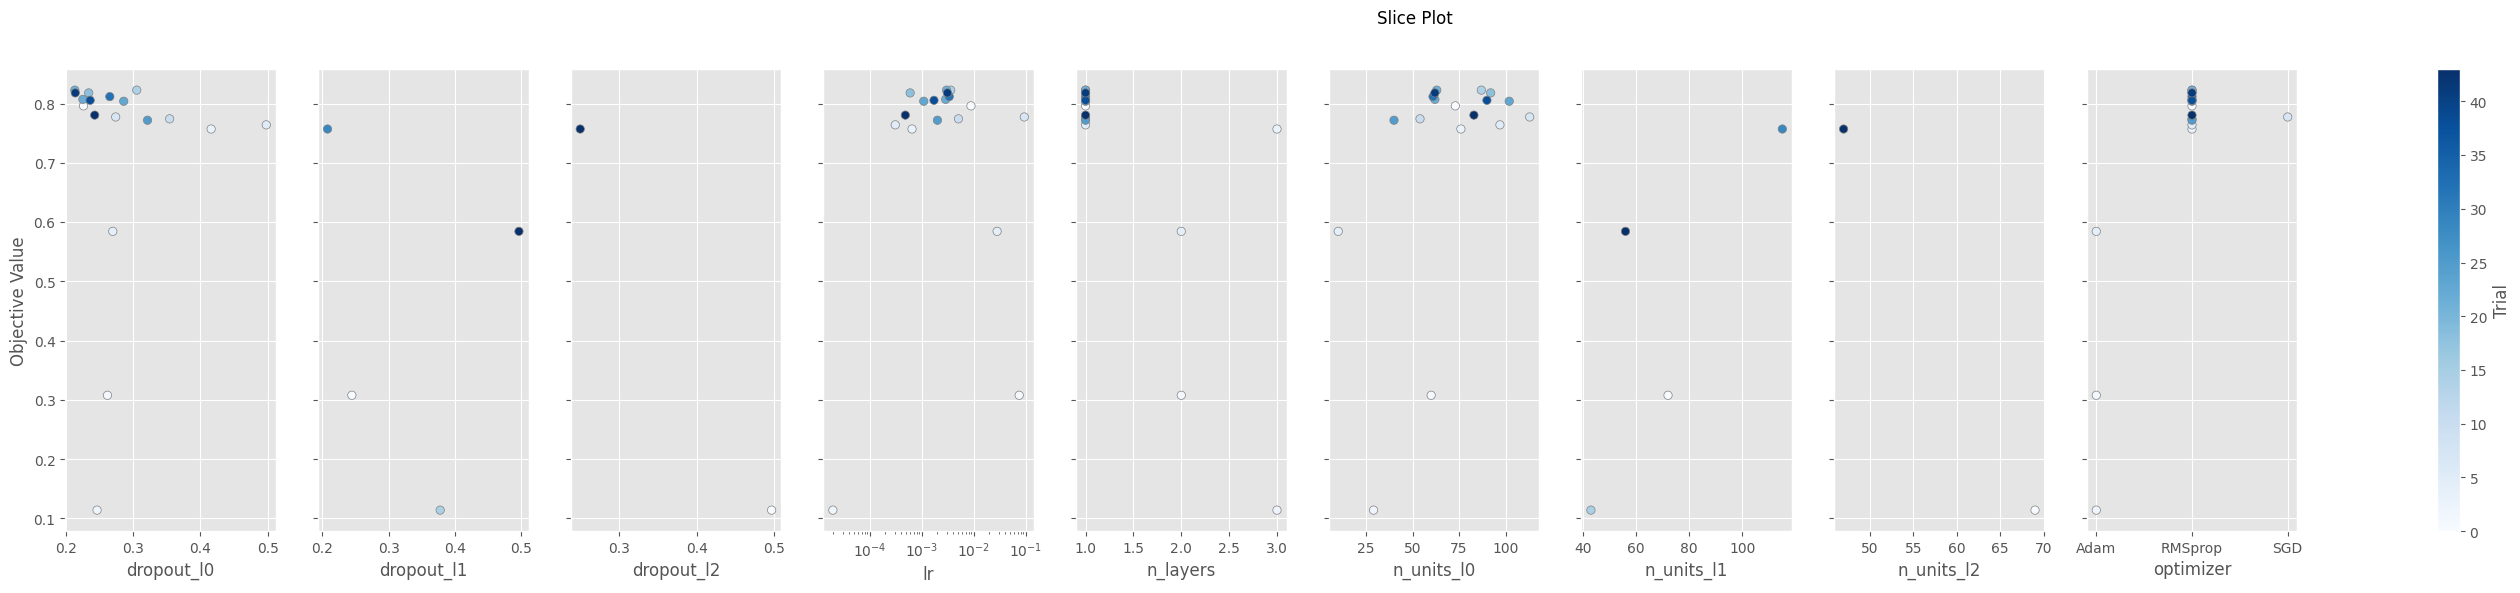 Slice Plot
Objective Value
0.8
0.7
0.6
0.5
0.4
0.3
0.2
0.1
0.2 0.3 0.4 0.5
dropout_l0
0.2 0.3 0.4 0.5
dropout_l1
0.3 0.4 0.5
dropout_l2
10⁻⁴ 10⁻³ 10⁻² 10⁻¹
lr
1.0 1.5 2.0 2.5 3.0
n_layers
25 50 75 100
n_units_l0
40 60 80 100
n_units_l1
50 55 60 65 70
n_units_l2
Adam RMSprop SGD
optimizer
40
35
30
25
20
15
10
5
0
Trial